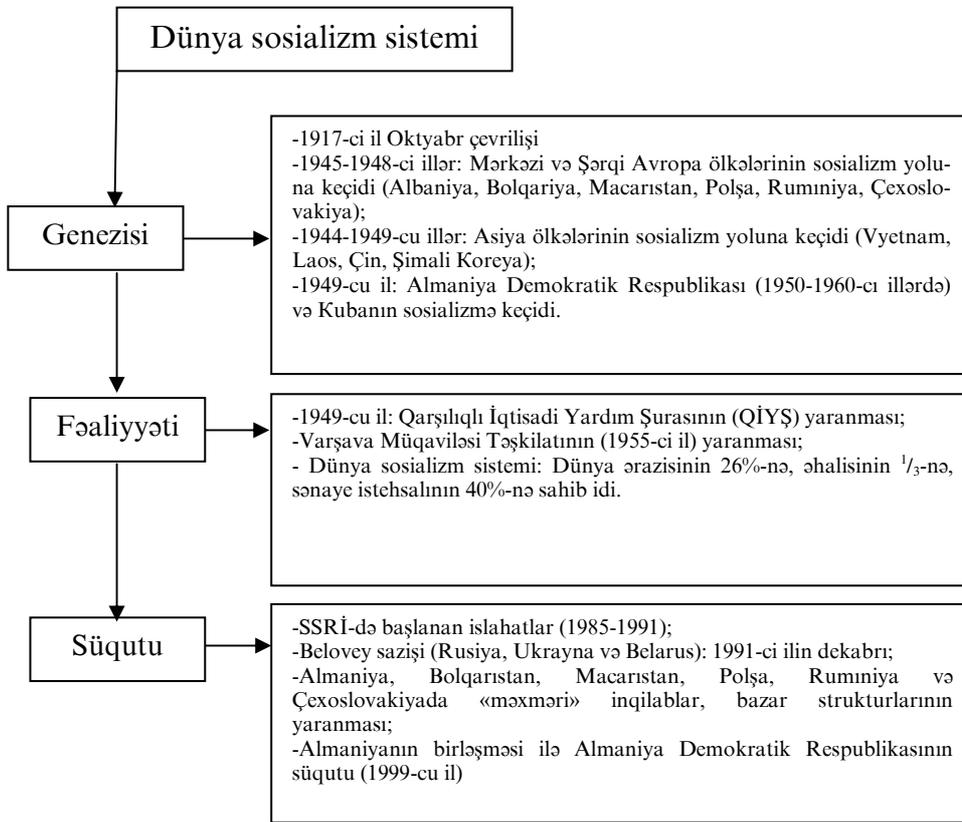 Dünya sosializm sistemi
Genezisi
-1917-ci il Oktyabr çevrilişi
-1945-1948-ci illər: Mərkəzi və Şərqi Avropa ölkələrinin sosializm yolu-
na keçidi (Albaniya, Bolqariya, Macarıstan, Polşa, Rumıniya, Çexoslo-
vakiya);
-1944-1949-cu illər: Asiya ölkələrinin sosializm yoluna keçidi (Vyetnam,
Laos, Çin, Şimali Koreya);
-1949-cu il: Almaniya Demokratik Respublikası (1950-1960-cı illərdə)
və Kubanın sosializmə keçidi.
Fəaliyyəti
-1949-cu il: Qarşılıqlı İqtisadi Yardım Şurasının (QİYŞ) yaranması;
-Varşava Müqaviləsi Təşkilatının (1955-ci il) yaranması;
- Dünya sosializm sistemi: Dünya ərazisinin 26%-nə, əhalisinin 1/3-nə,
sənaye istehsalının 40%-nə sahib idi.
Süqutu
-SSRİ-də başlanan islahatlar (1985-1991);
-Belovey sazişi (Rusiya, Ukrayna və Belarus): 1991-ci ilin dekabrı;
-Almaniya, Bolqarıstan, Macarıstan, Polşa, Rumıniya və
Çexoslovakiyada «məxməri» inqilablar, bazar strukturlarının
yaranması;
-Almaniyanın birləşməsi ilə Almaniya Demokratik Respublikasının
süqutu (1999-cu il)